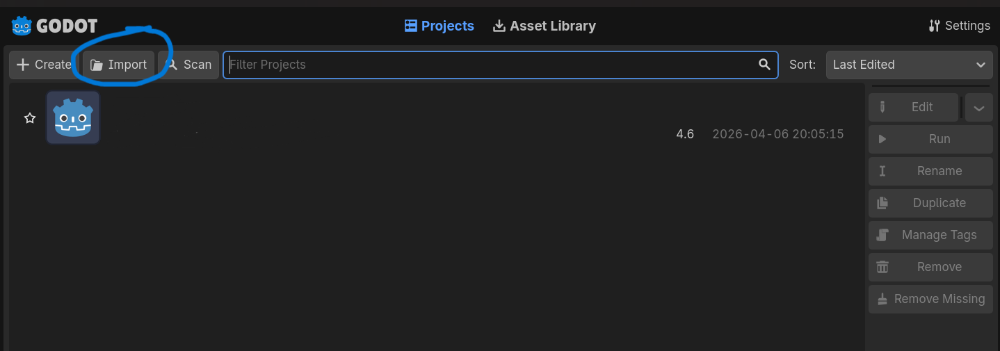 GODOT Projects Asset Library Settings
Create Import Scan Filter Projects Sort: Last Edited
Edit
4.6 2026-04-06 20:05:15 Run
Rename
Duplicate
Manage Tags
Remove
Remove Missing